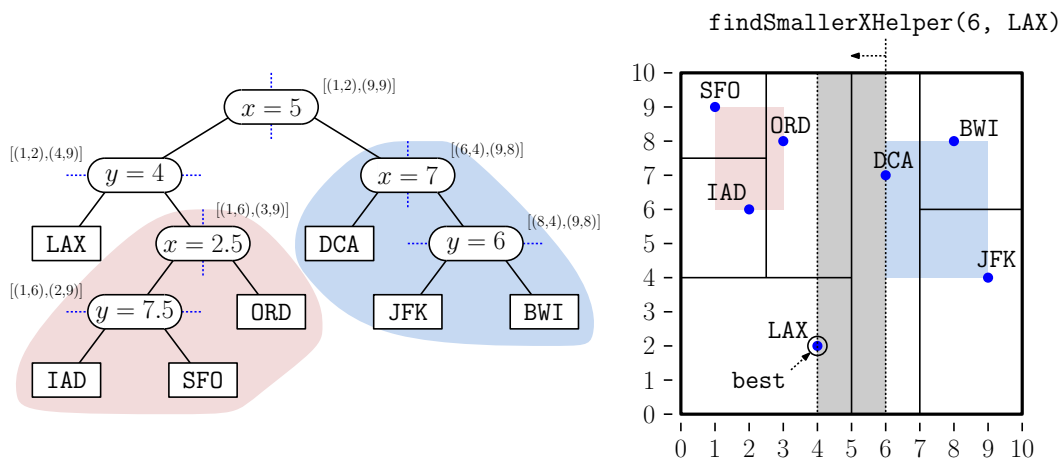 [(1,2),(9,9)]
x = 5
[(1,2),(4,9)]
y = 4
[(6,4),(9,8)]
x = 7
[(1,6),(3,9)]
[(8,4),(9,8)]
LAX
x = 2.5
DCA
y = 6
[(1,6),(2,9)]
y = 7.5
ORD
JFK
BWI
IAD
SFO
findSmallerXHelper(6, LAX)
10
9
8
7
6
5
4
3
2
1
0
SFO
ORD
BWI
DCA
IAD
JFK
LAX
best
0 1 2 3 4 5 6 7 8 9 10